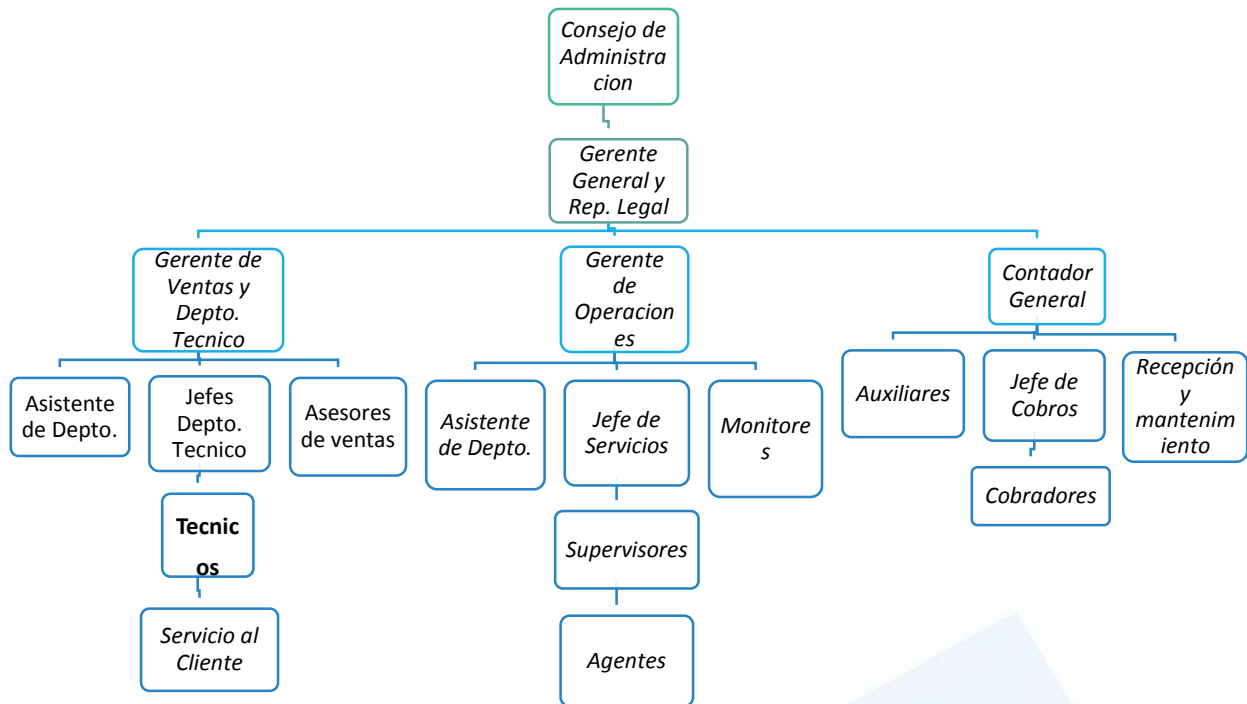 Consejo de
Administra
cion
Gerente
General y
Rep. Legal
Gerente de
Ventas y
Depto.
Tecnico
Gerente
de
Operacion
es
Contador
General
Asistente
de Depto.
Jefes
Depto.
Tecnico
Asesores
de ventas
Asistente
de Depto.
Jefe de
Servicios
Monitore
s
Auxiliares
Jefe de
Cobros
Recepción
y
mantenim
iento
Tecnic
os
Supervisores
Cobradores
Servicio al
Cliente
Agentes